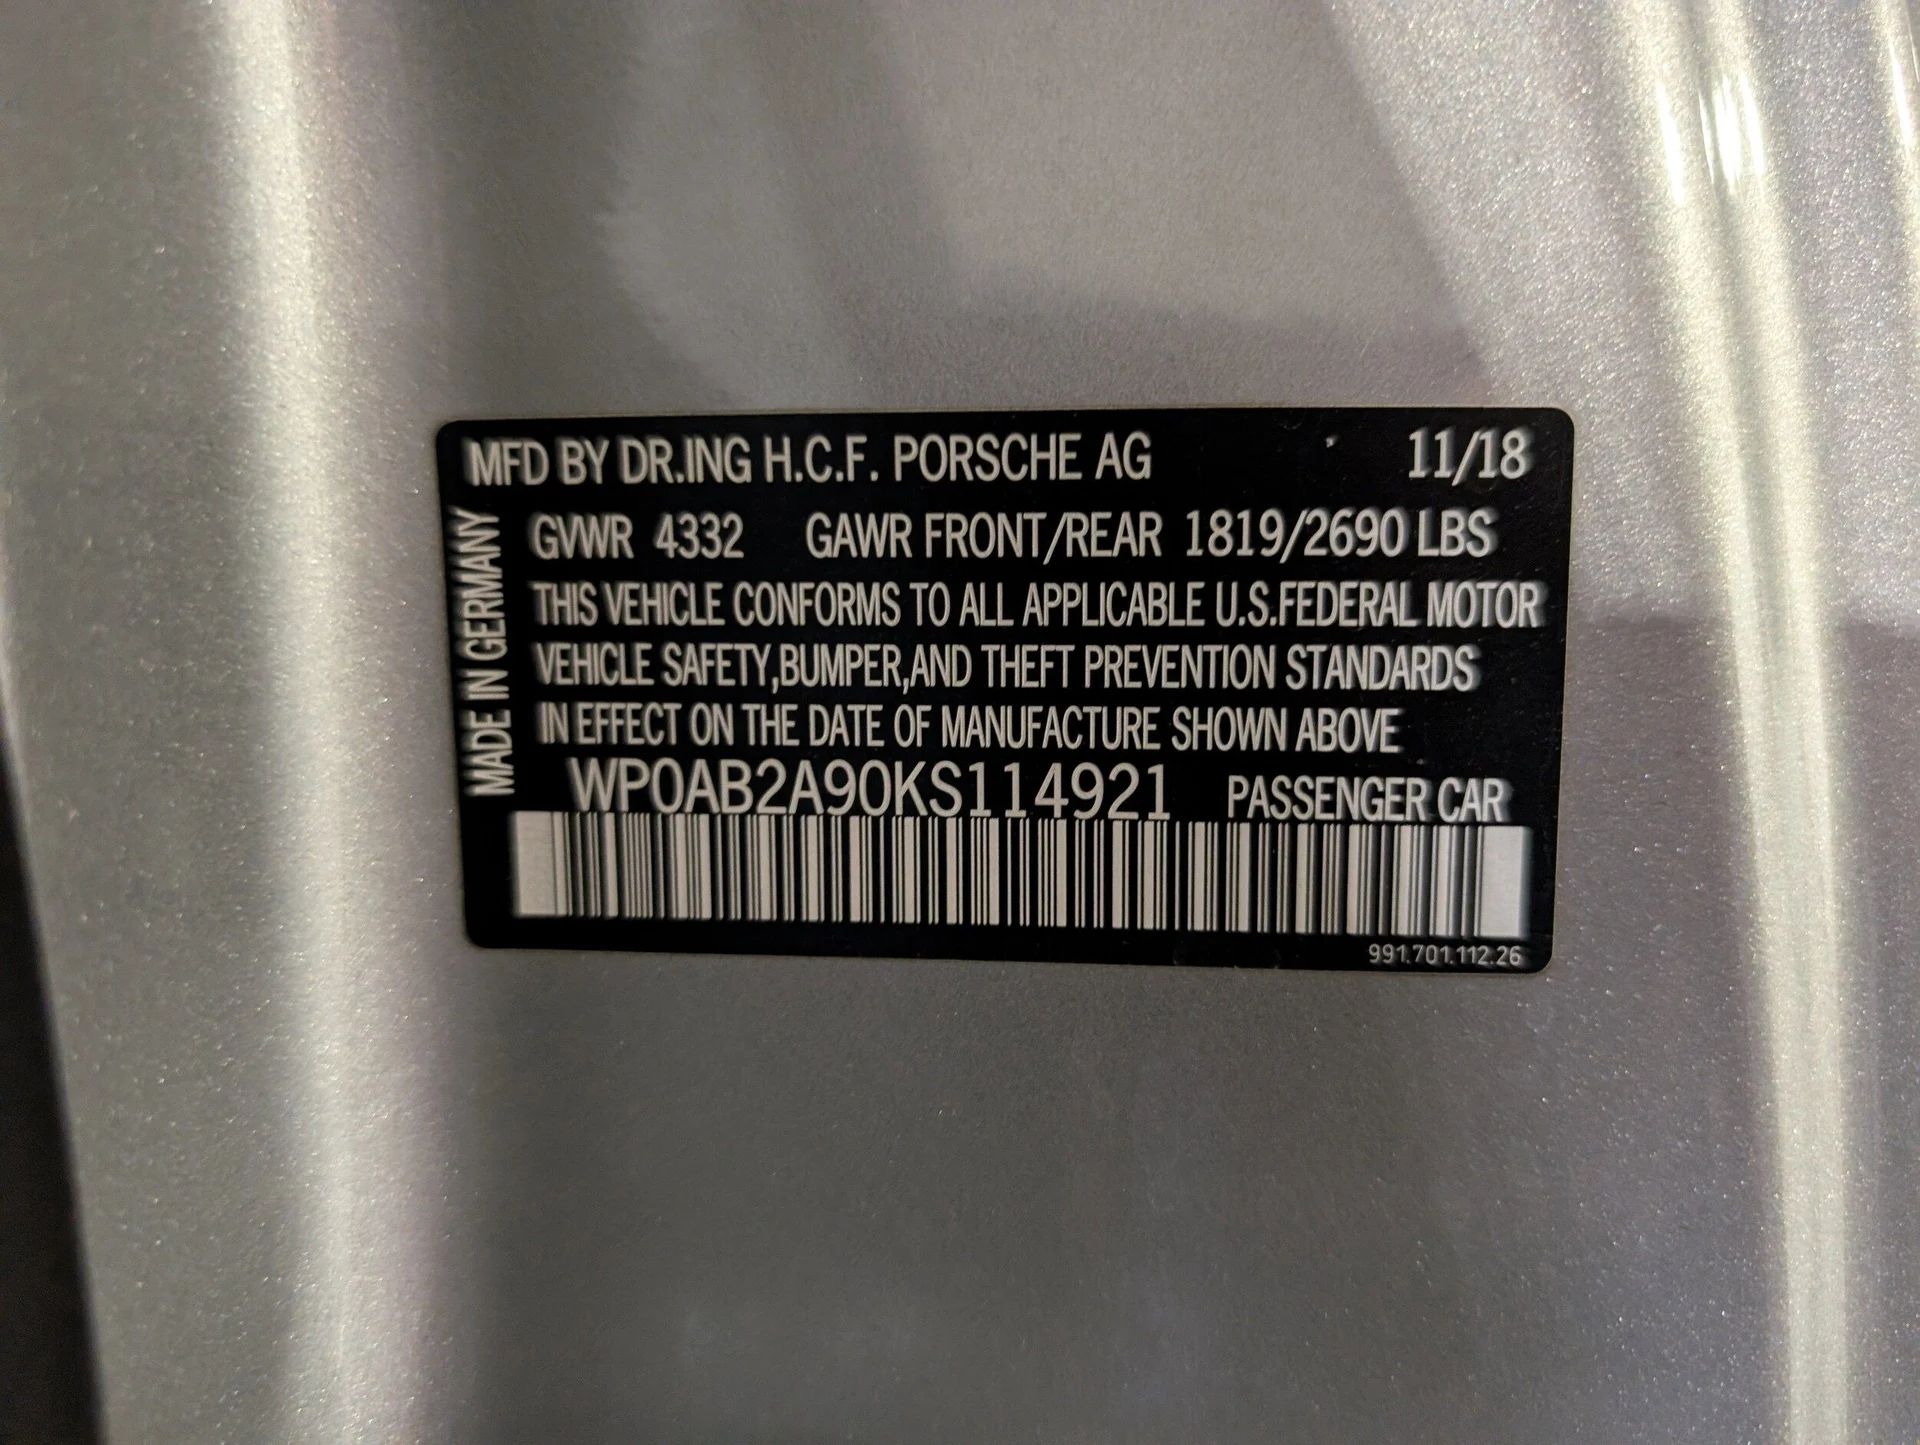 MFD BY DR.ING H.C.F. PORSCHE AG 11/18
GVWR 4332 GAWR FRONT/REAR 1819/2690 LBS
THIS VEHICLE CONFORMS TO ALL APPLICABLE U.S.FEDERAL MOTOR
VEHICLE SAFETY,BUMPER,AND THEFT PREVENTION STANDARDS
IN EFFECT ON THE DATE OF MANUFACTURE SHOWN ABOVE
WP0AB2A90KS114921 PASSENGER CAR
991.701.112.26
MADE IN GERMANY